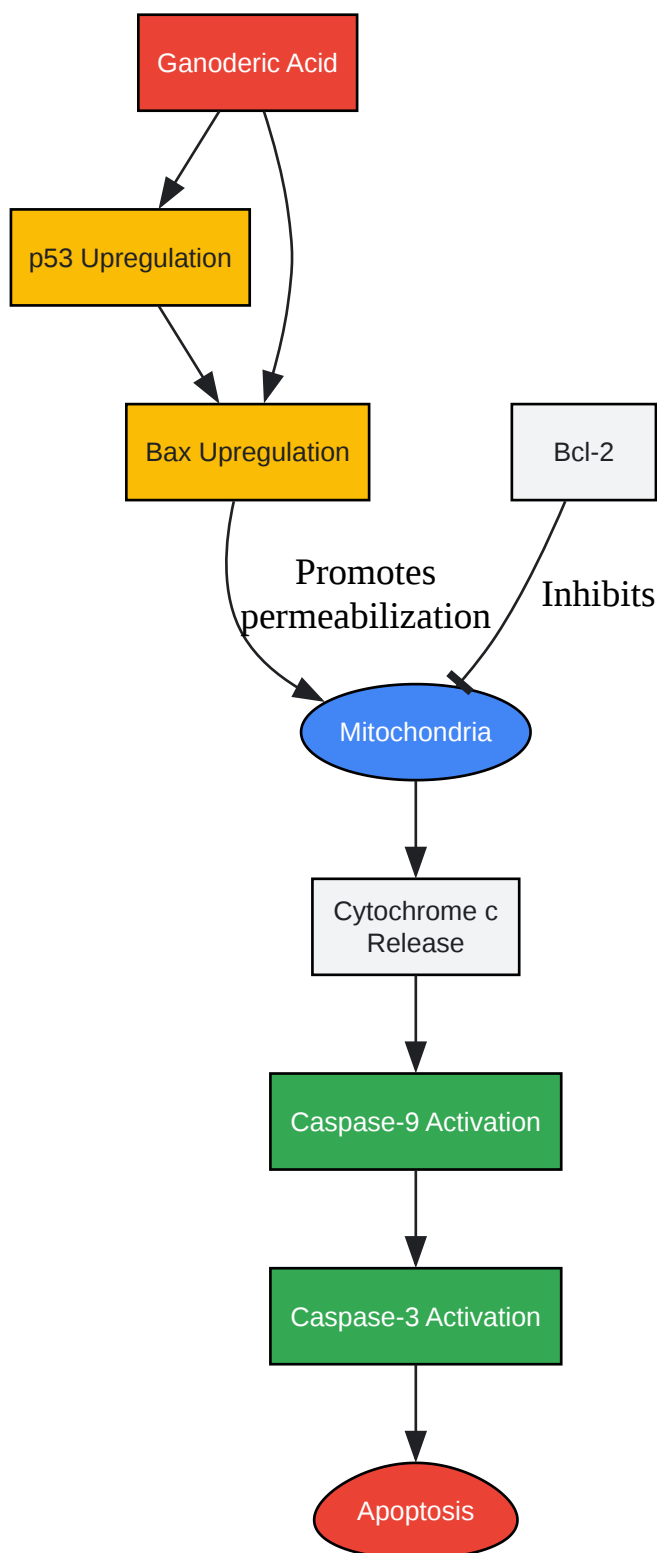 Ganoderic Acid
p53 Upregulation
Bax Upregulation
Bcl-2
Promotes
permeabilization
Inhibits
Mitochondria
Cytochrome c
Release
Caspase-9 Activation
Caspase-3 Activation
Apoptosis